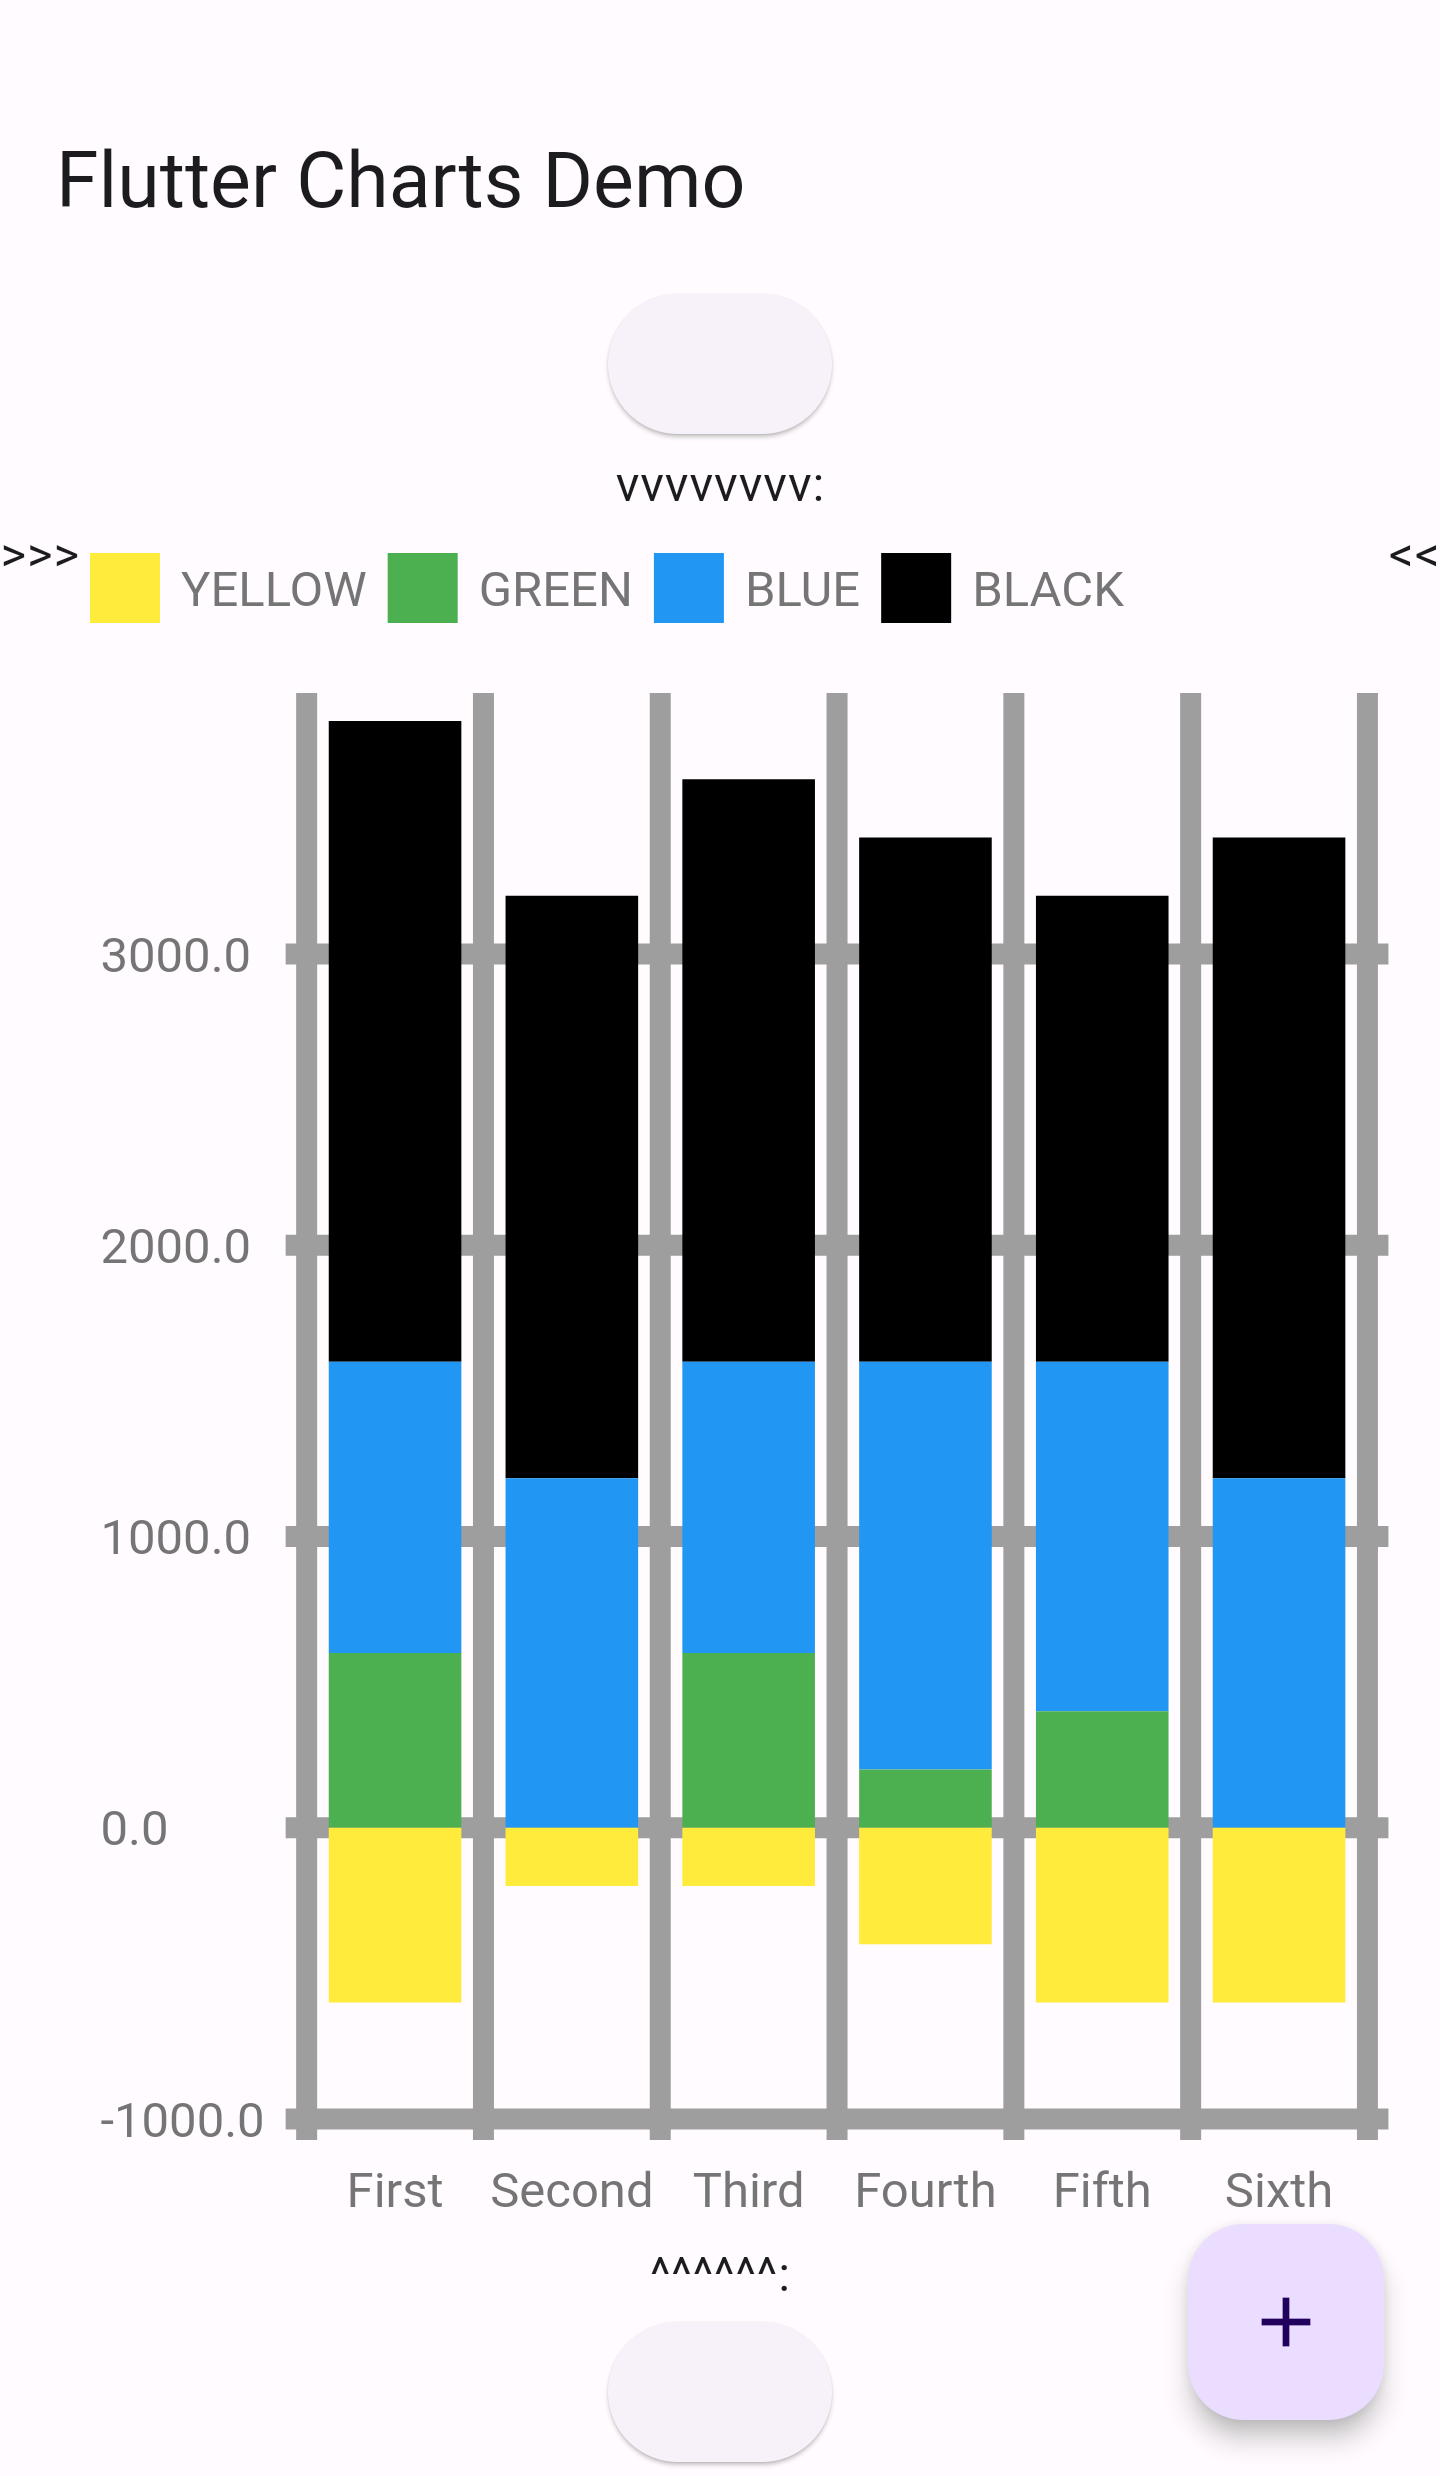 Flutter Charts Demo
vvvvvvvv:
>>> YELLOW GREEN BLUE BLACK <<
3000.0
2000.0
1000.0
0.0
-1000.0
First Second Third Fourth Fifth Sixth
^^^^^^:
+